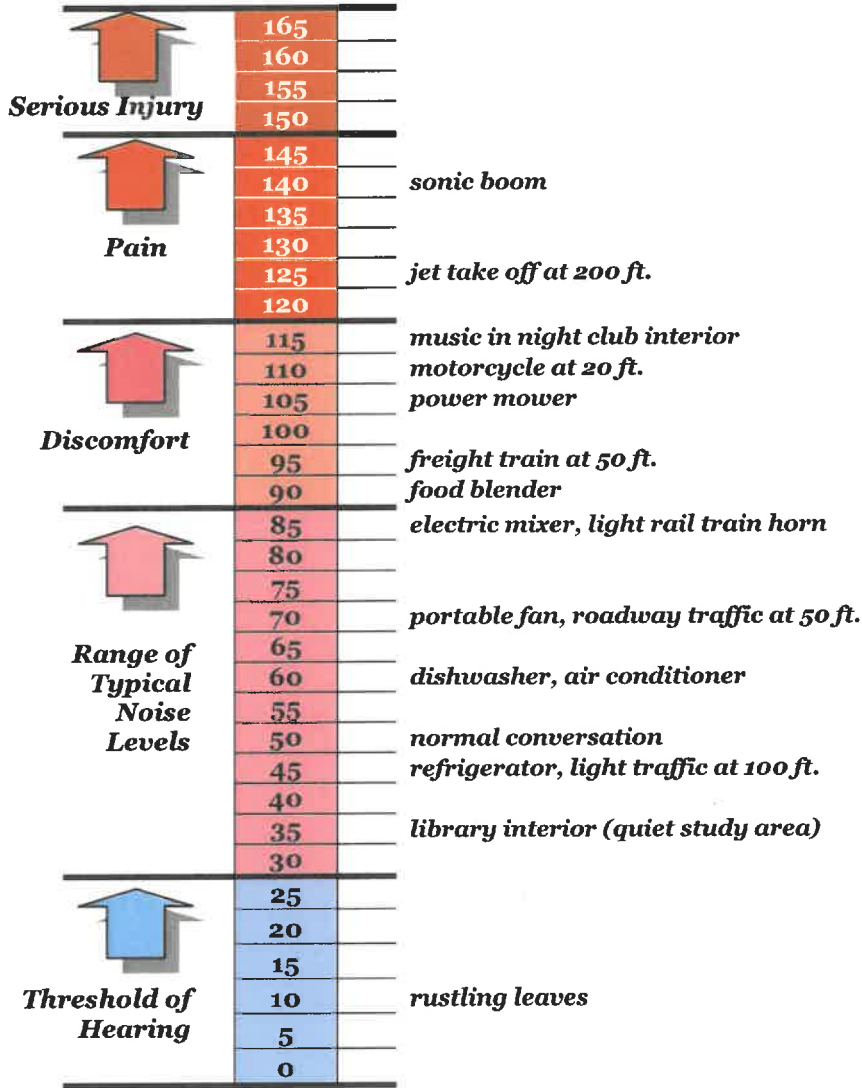 165
160
155
Serious Injury
150
145
140 sonic boom
135
Pain
130
125 jet take off at 200 ft.
120
115 music in night club interior
110 motorcycle at 20 ft.
105 power mower
Discomfort
100
95 freight train at 50 ft.
90 food blender
85 electric mixer, light rail train horn
80
75
70 portable fan, roadway traffic at 50 ft.
65
Range of
Typical
Noise
Levels
60 dishwasher, air conditioner
55
50 normal conversation
45 refrigerator, light traffic at 100 ft.
40
35 library interior (quiet study area)
30
25
20
15
Threshold of
Hearing
10 rustling leaves
5
0